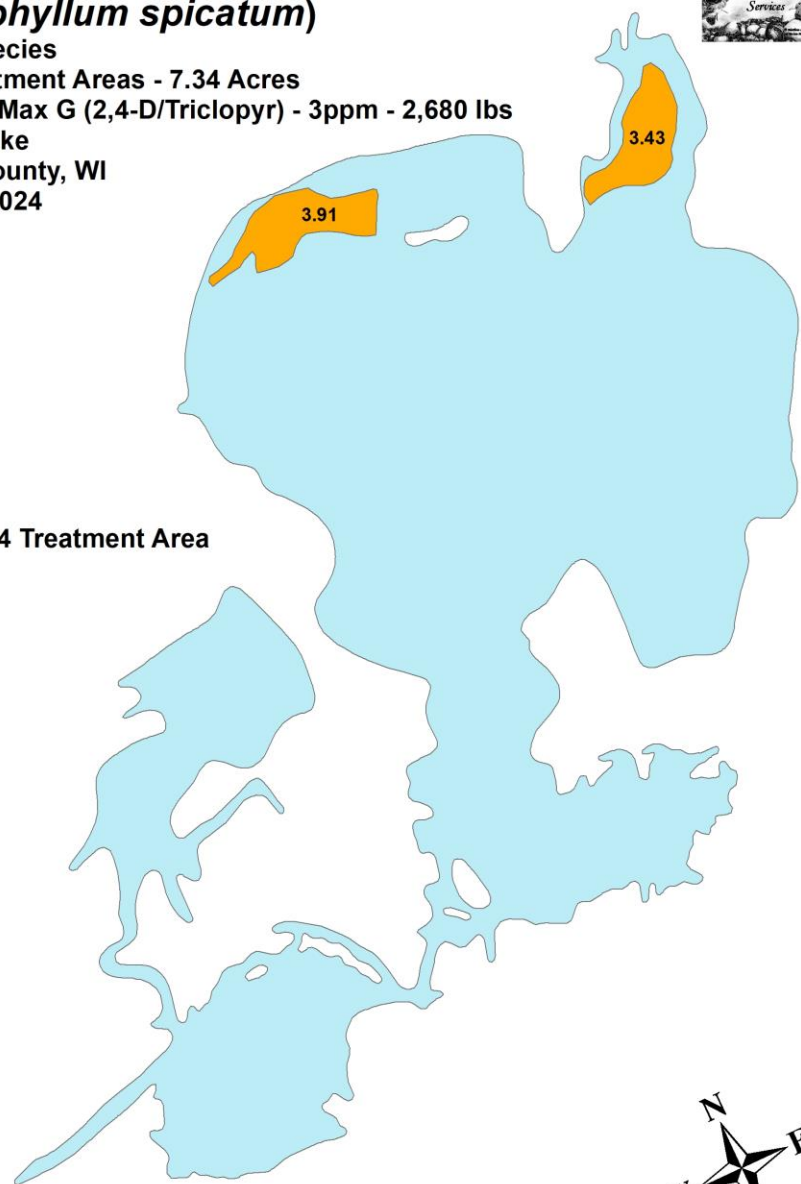 phyllum spicatum)
ecies
tment Areas - 7.34 Acres
Max G (2,4-D/Triclopyr) - 3ppm - 2,680 lbs
ke
ounty, WI
024
Services
3.43
3.91
4 Treatment Area
N
E